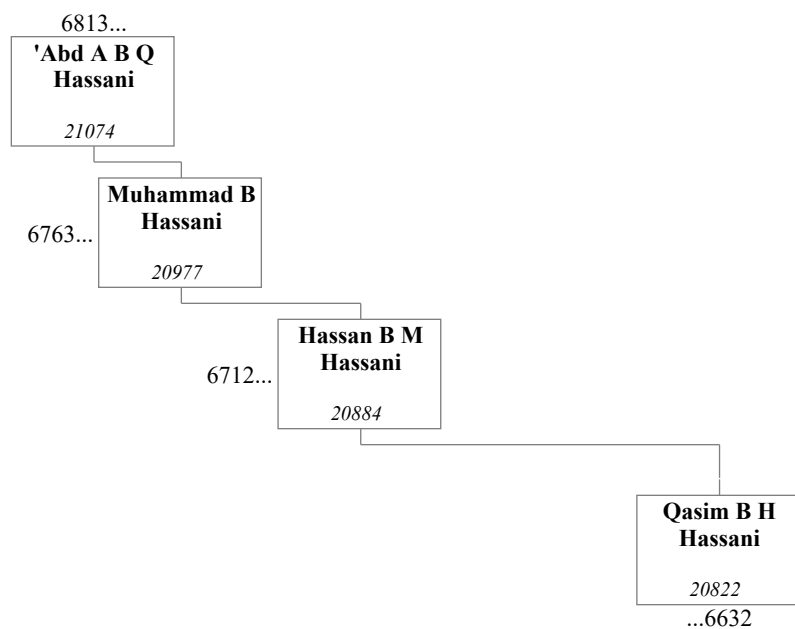 6813...
'Abd A B Q
Hassani
21074
Muhammad B
Hassani
6763...
20977
Hassan B M
Hassani
6712...
20884
Qasim B H
Hassani
20822
...6632